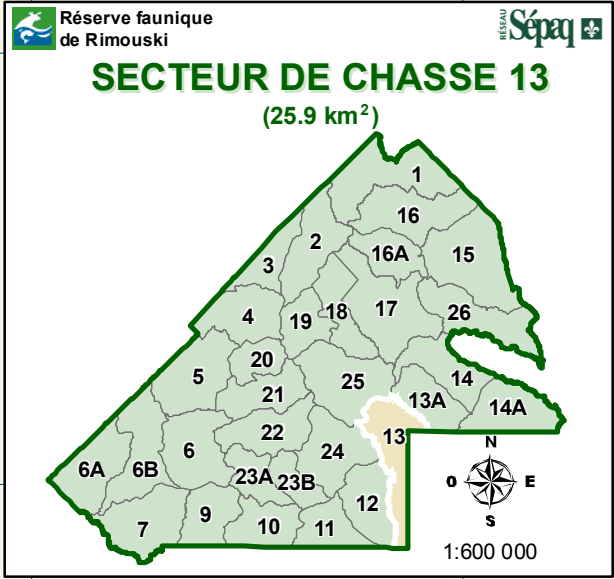 Réserve faunique
de Rimouski
RÉSEAU
Sépaq
SECTEUR DE CHASSE 13
(25.9 km²)
1
16
2
16A
15
3
18
17
26
4
19
20
25
14
5
21
13A
14A
22
13
6
24
6A
6B
23A
23B
12
7
9
10
11
N
O
E
S
1:600 000